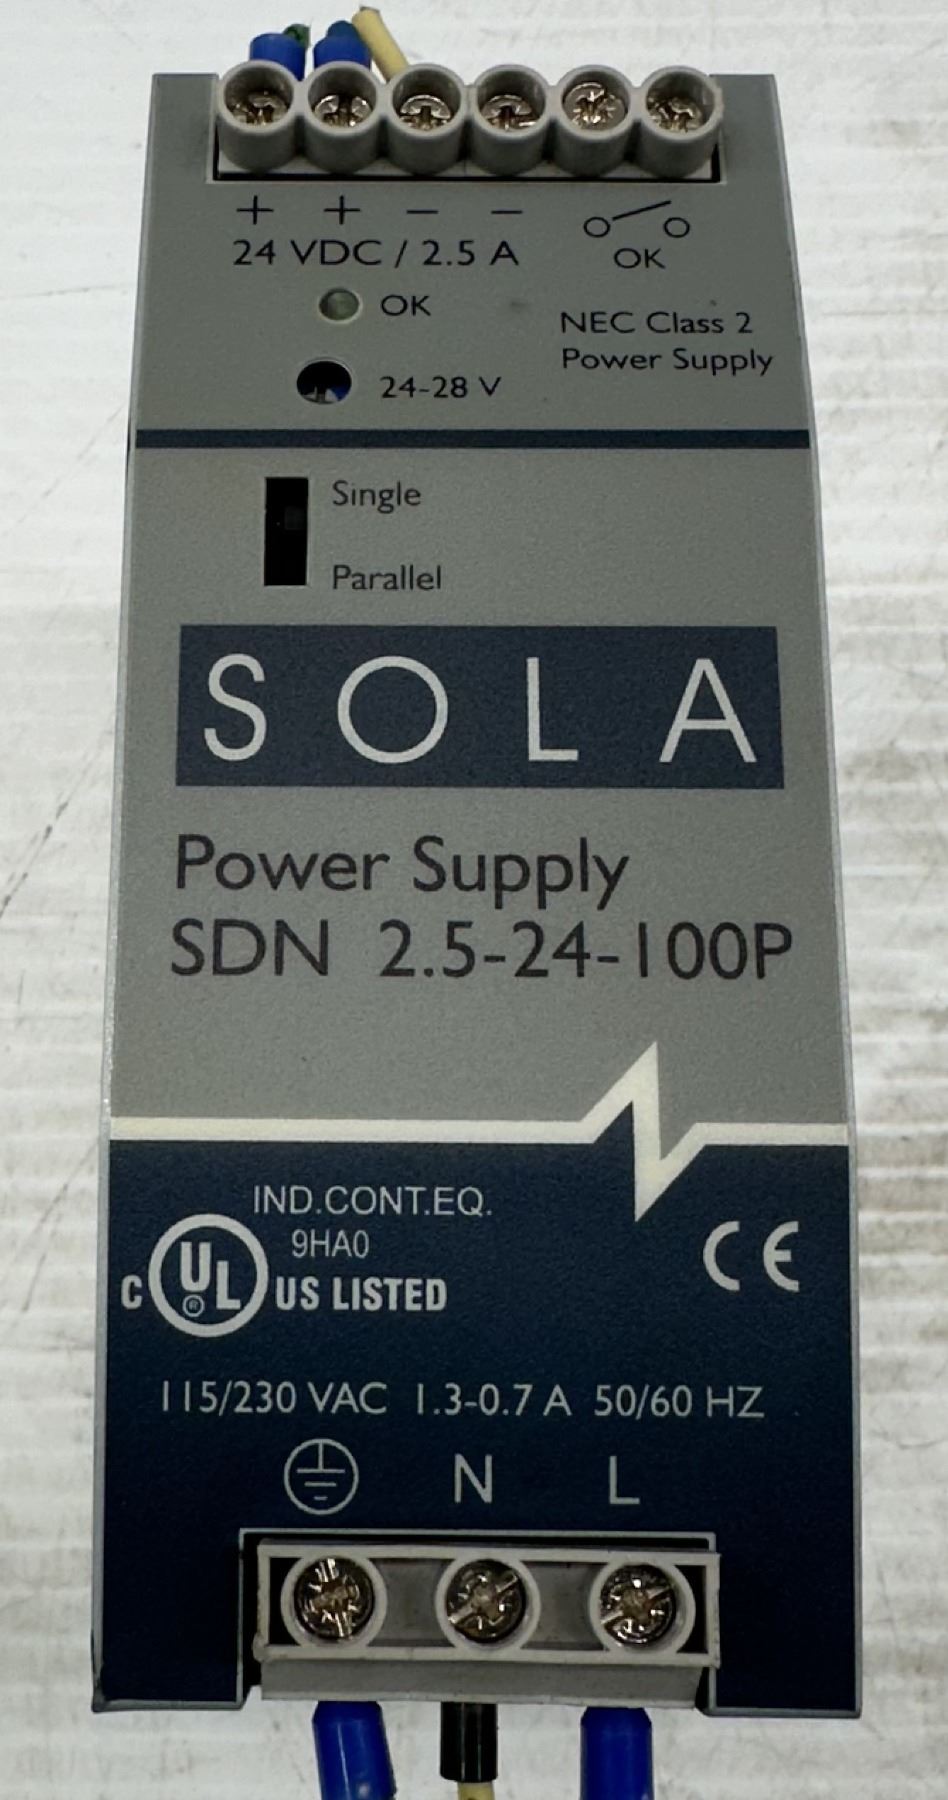 + + − −
24 VDC / 2.5 A
OK
OK
NEC Class 2
Power Supply
24-28 V
Single
Parallel
SOLA
Power Supply
SDN 2.5-24-100P
IND.CONT.EQ.
9HA0
C UL ® US LISTED
CE
115/230 VAC 1.3-0.7 A 50/60 HZ
N L